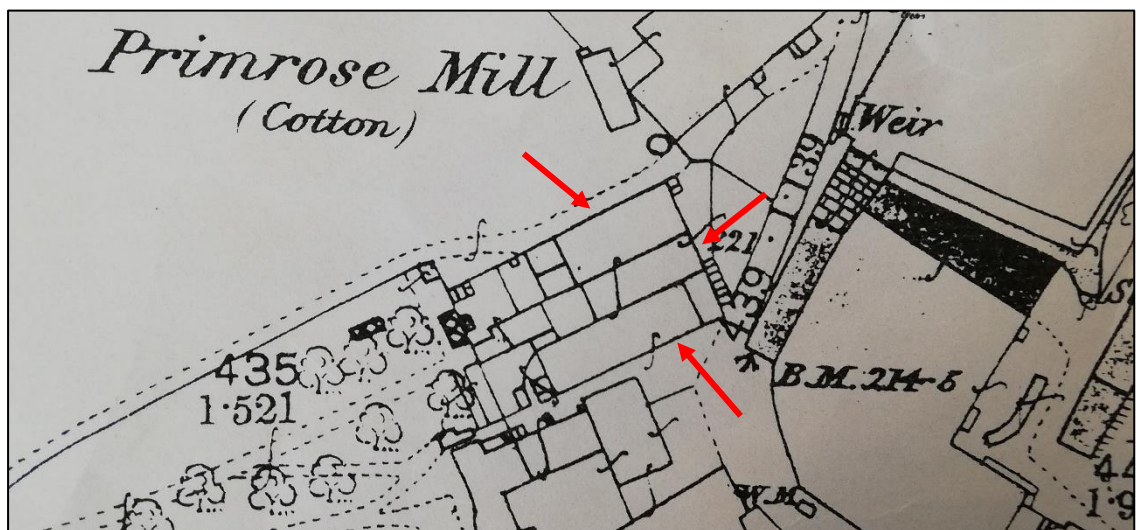 Primrose Mill
(Cotton)
Weir
139
221
439
435
1·521
B.M. 214·5
W.M.